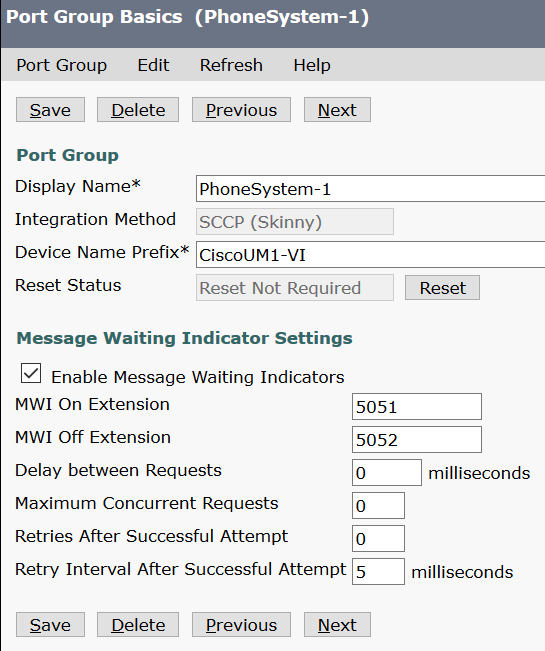 Port Group Basics (PhoneSystem-1)
Port Group Edit Refresh Help
Save Delete Previous Next
Port Group
Display Name* PhoneSystem-1
Integration Method SCCP (Skinny)
Device Name Prefix* CiscoUM1-VI
Reset Status Reset Not Required Reset
Message Waiting Indicator Settings
Enable Message Waiting Indicators
MWI On Extension 5051
MWI Off Extension 5052
Delay between Requests 0 milliseconds
Maximum Concurrent Requests 0
Retries After Successful Attempt 0
Retry Interval After Successful Attempt 5 milliseconds
Save Delete Previous Next